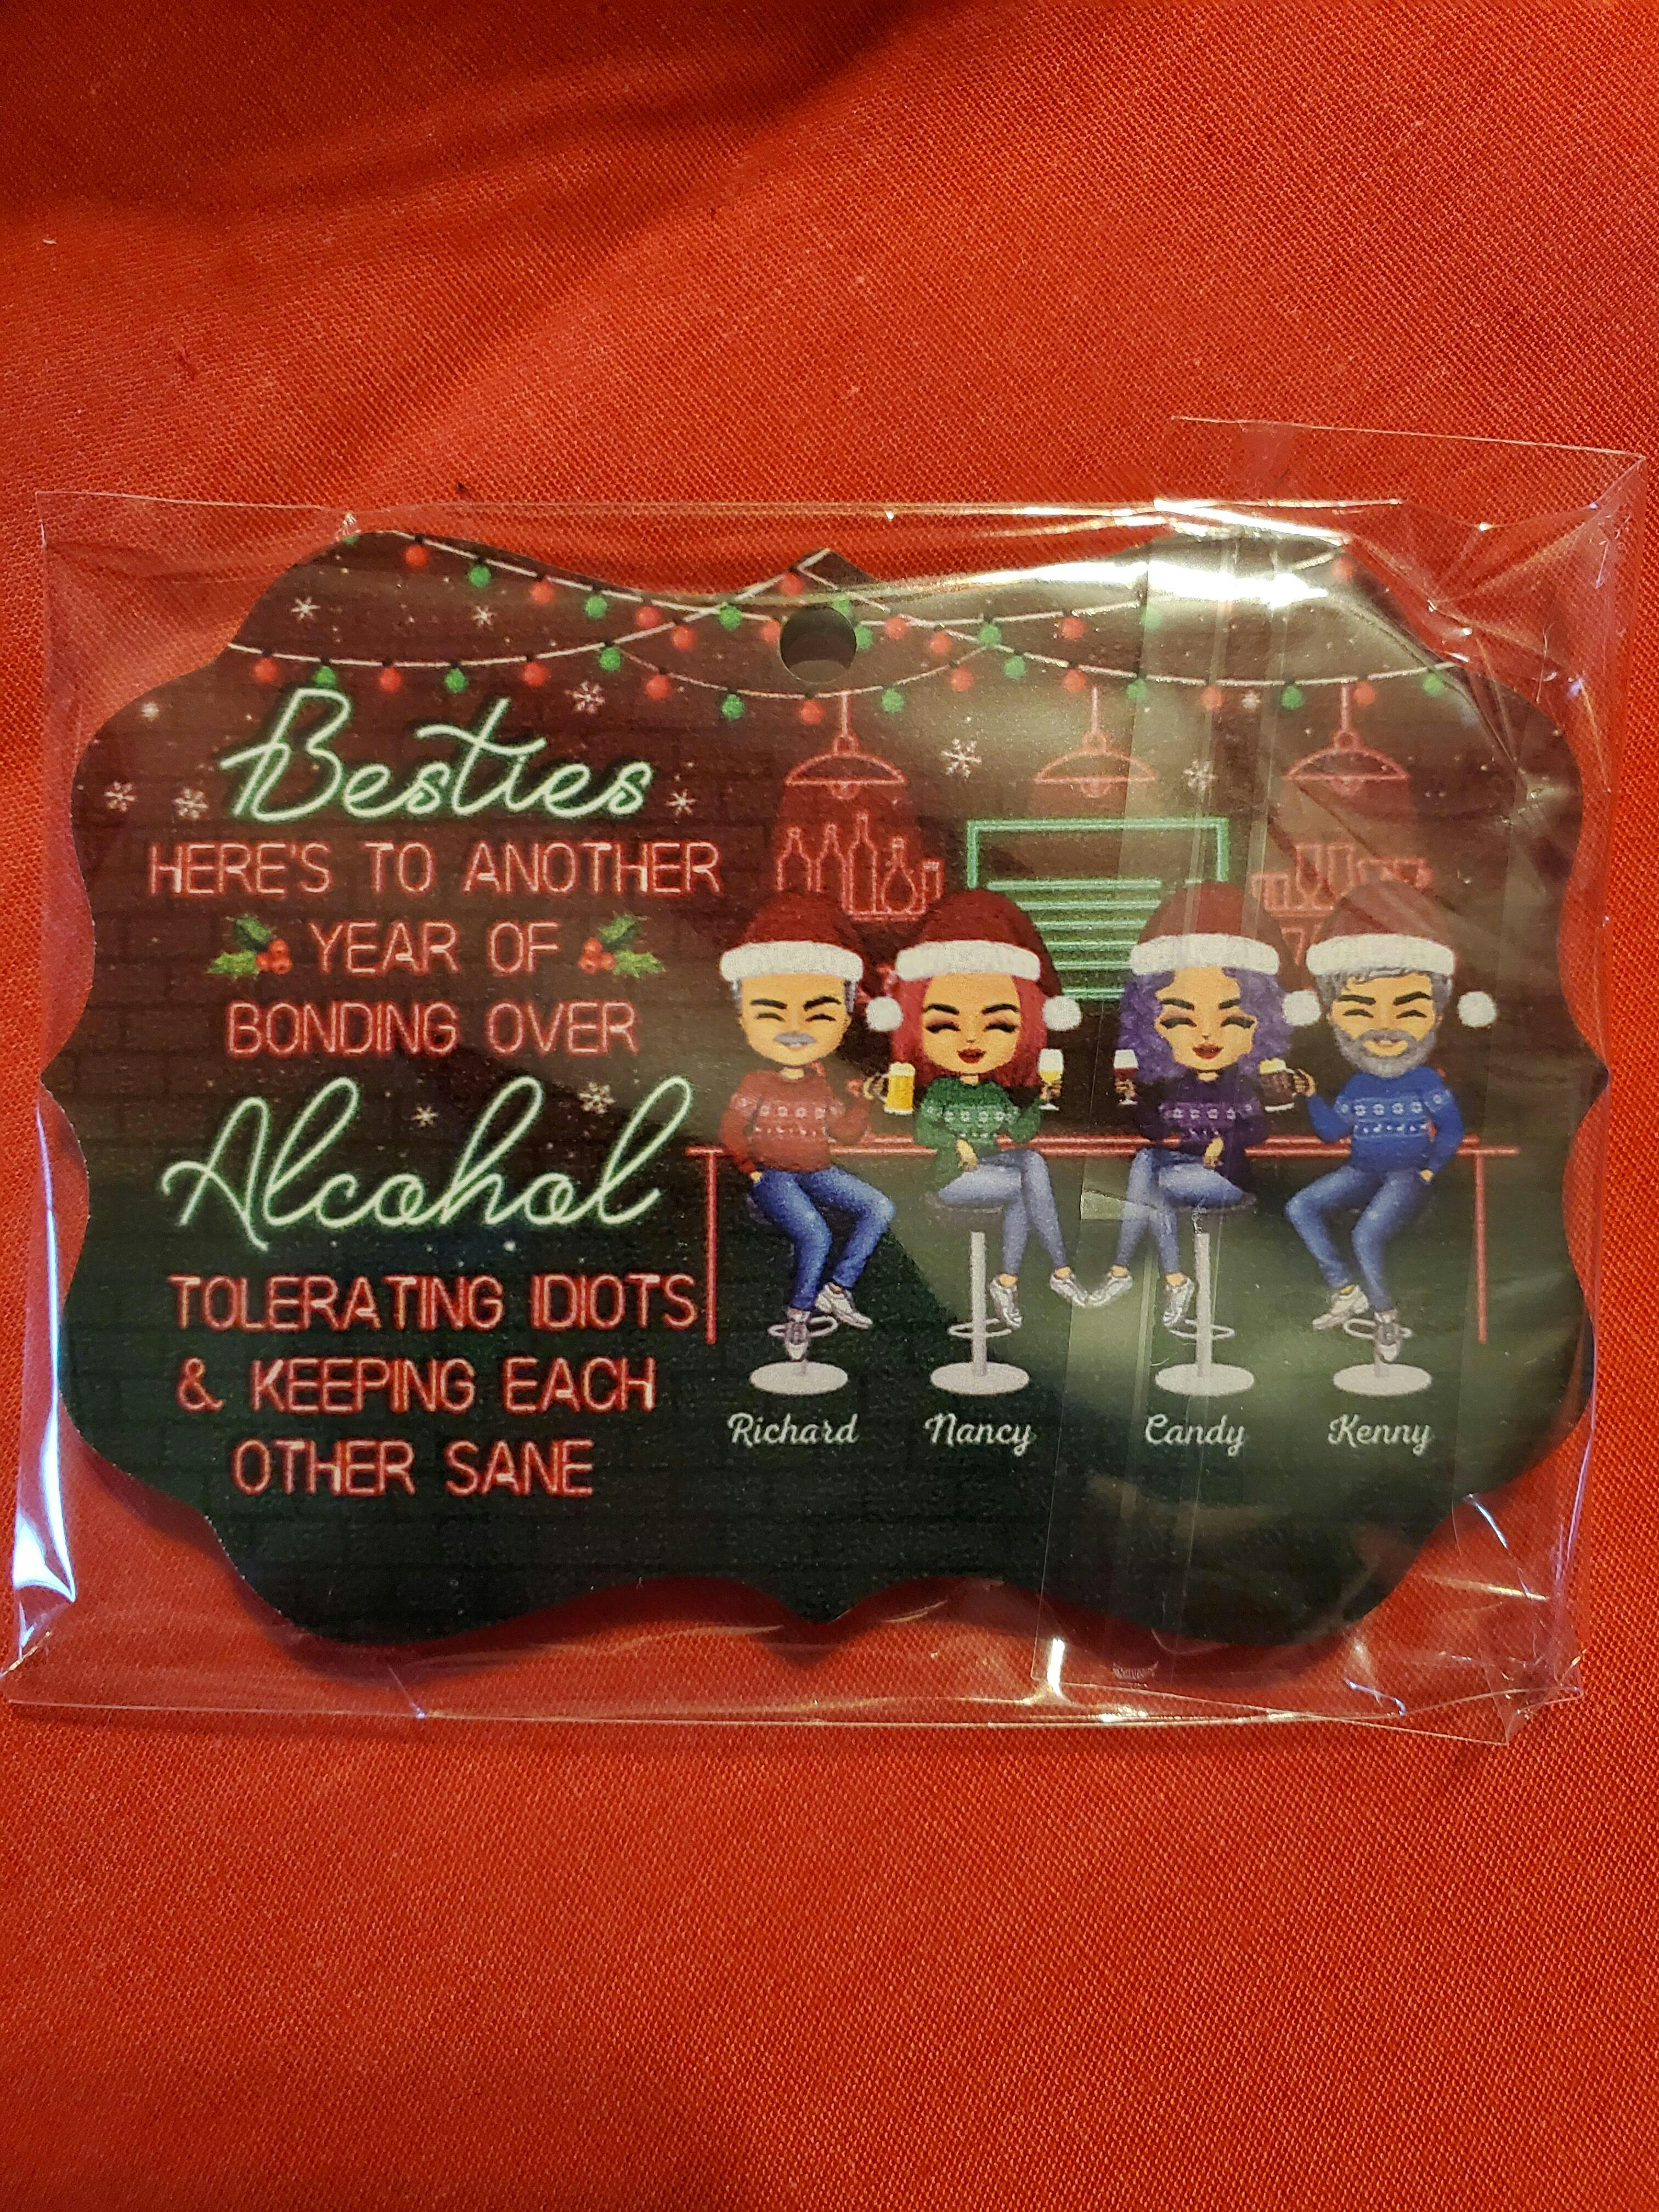 Besties
HERE'S TO ANOTHER
YEAR OF
BONDING OVER
Alcohol
TOLERATING IDIOTS
& KEEPING EACH
OTHER SANE
Richard Nancy Candy Kenny